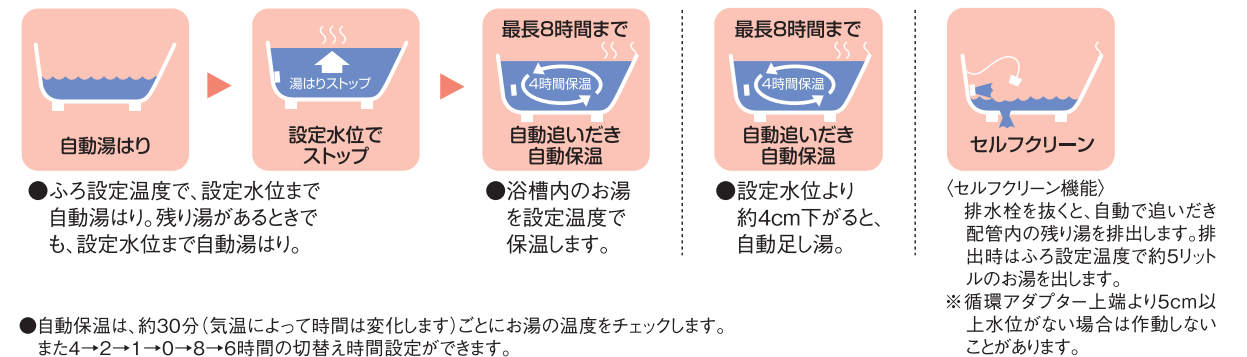 自動湯はり
湯はりストップ
設定水位で
ストップ
最長8時間まで
4時間保温
自動追いだき
自動保温
最長8時間まで
4時間保温
自動追いだき
自動保温
セルフクリーン
●ふろ設定温度で、設定水位まで
自動湯はり。残り湯があるときで
も、設定水位まで自動湯はり。
●浴槽内のお湯
を設定温度で
保温します。
●設定水位より
約4cm下がると、
自動足し湯。
〈セルフクリーン機能〉
排水栓を抜くと、自動で追いだき
配管内の残り湯を排出します。排
出時はふろ設定温度で約5リット
ルのお湯を出します。
※循環アダプター上端より5cm以
上水位がない場合は作動しない
ことがあります。
●自動保温は、約30分（気温によって時間は変化します）ごとにお湯の温度をチェックします。
また4→2→1→0→8→6時間の切替え時間設定ができます。